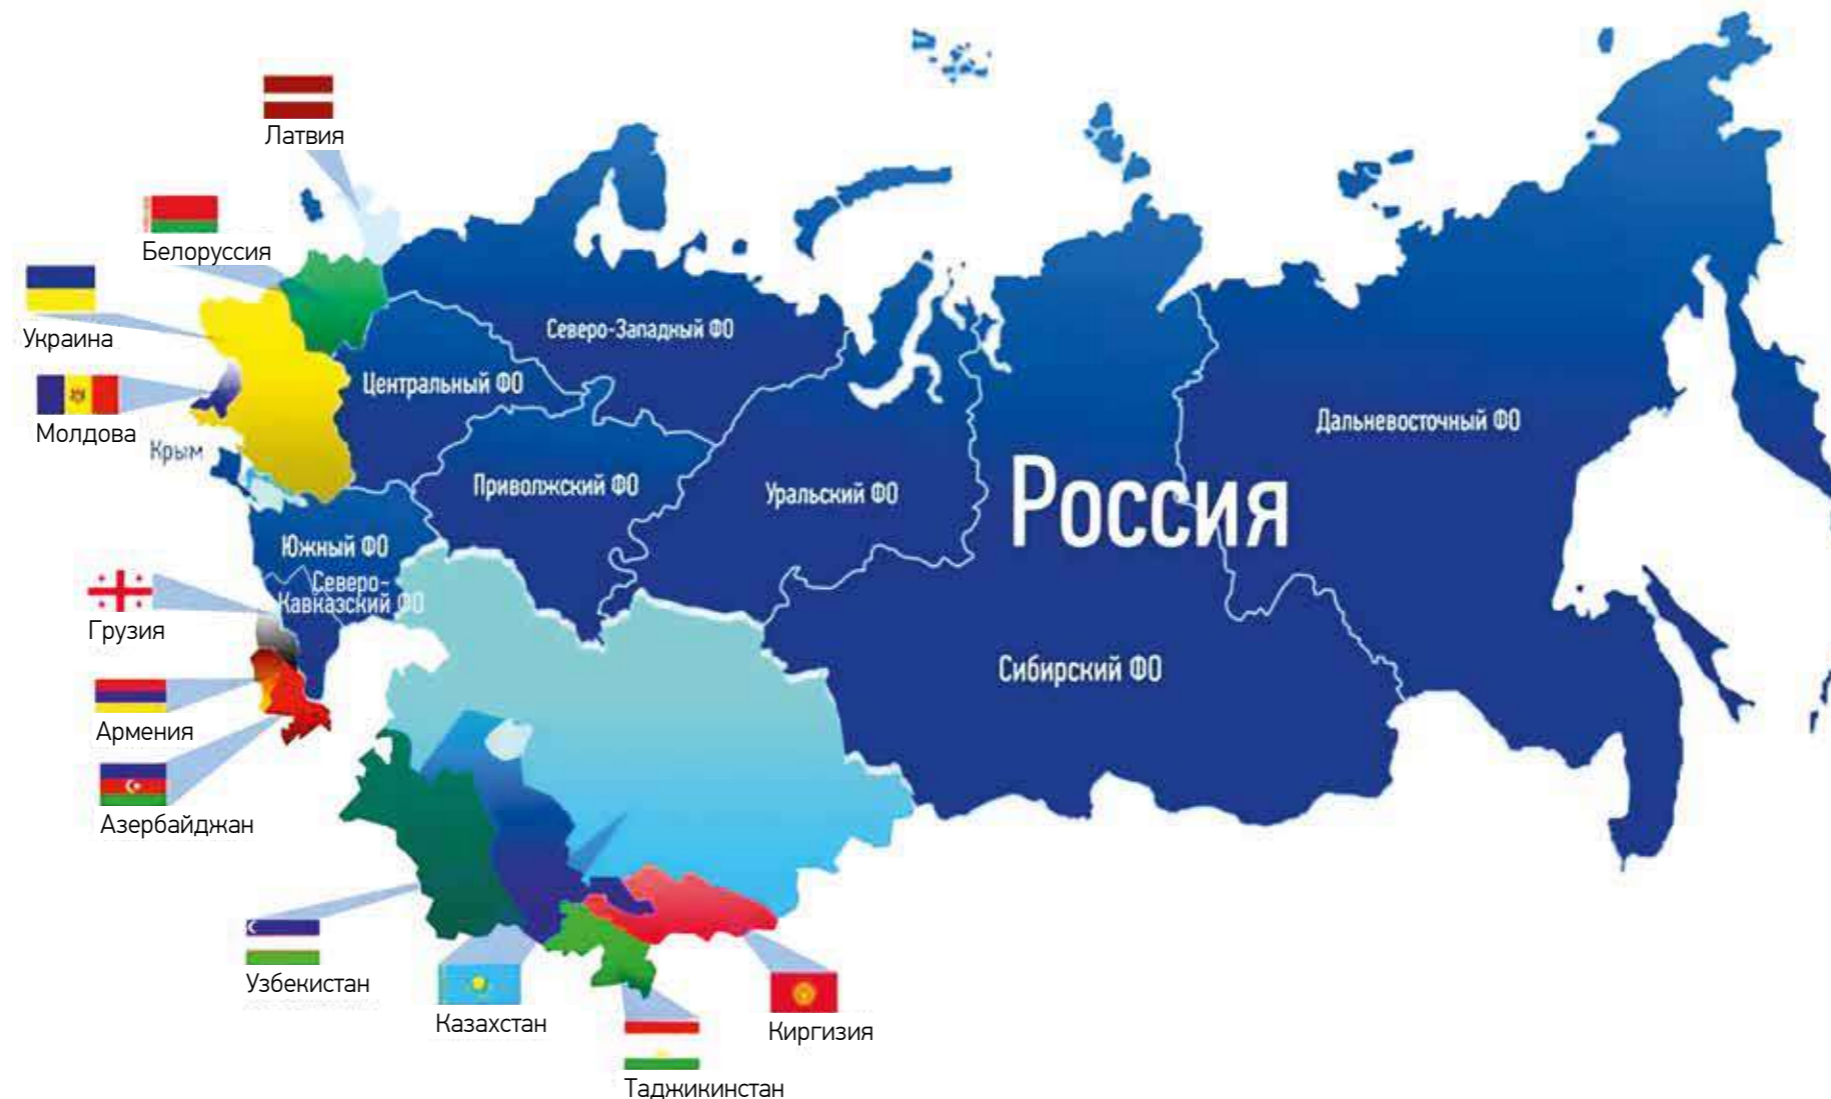 Латвия
Белоруссия
Украина
Молдова
Крым
Северо-Западный ФО
Центральный ФО
Приволжский ФО
Уральский ФО
Дальневосточный ФО
Россия
Южный ФО
Северо-
Кавказский ФО
Сибирский ФО
Грузия
Армения
Азербайджан
Узбекистан
Казахстан
Киргизия
Таджикинстан